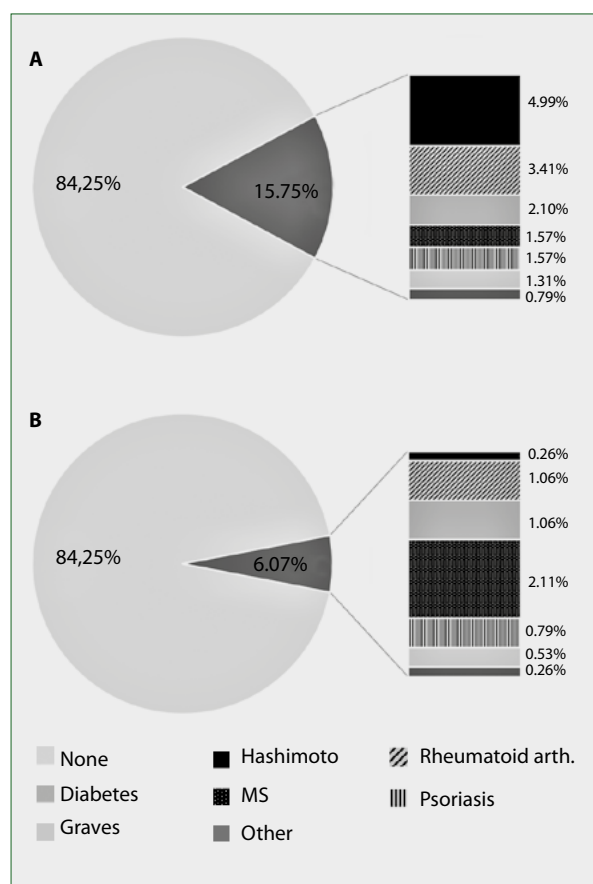 A
84,25%
15.75%
4.99%
3.41%
2.10%
1.57%
1.57%
1.31%
0.79%
B
84,25%
6.07%
0.26%
1.06%
1.06%
2.11%
0.79%
0.53%
0.26%
None
Hashimoto
Rheumatoid arth.
Diabetes
MS
Psoriasis
Graves
Other